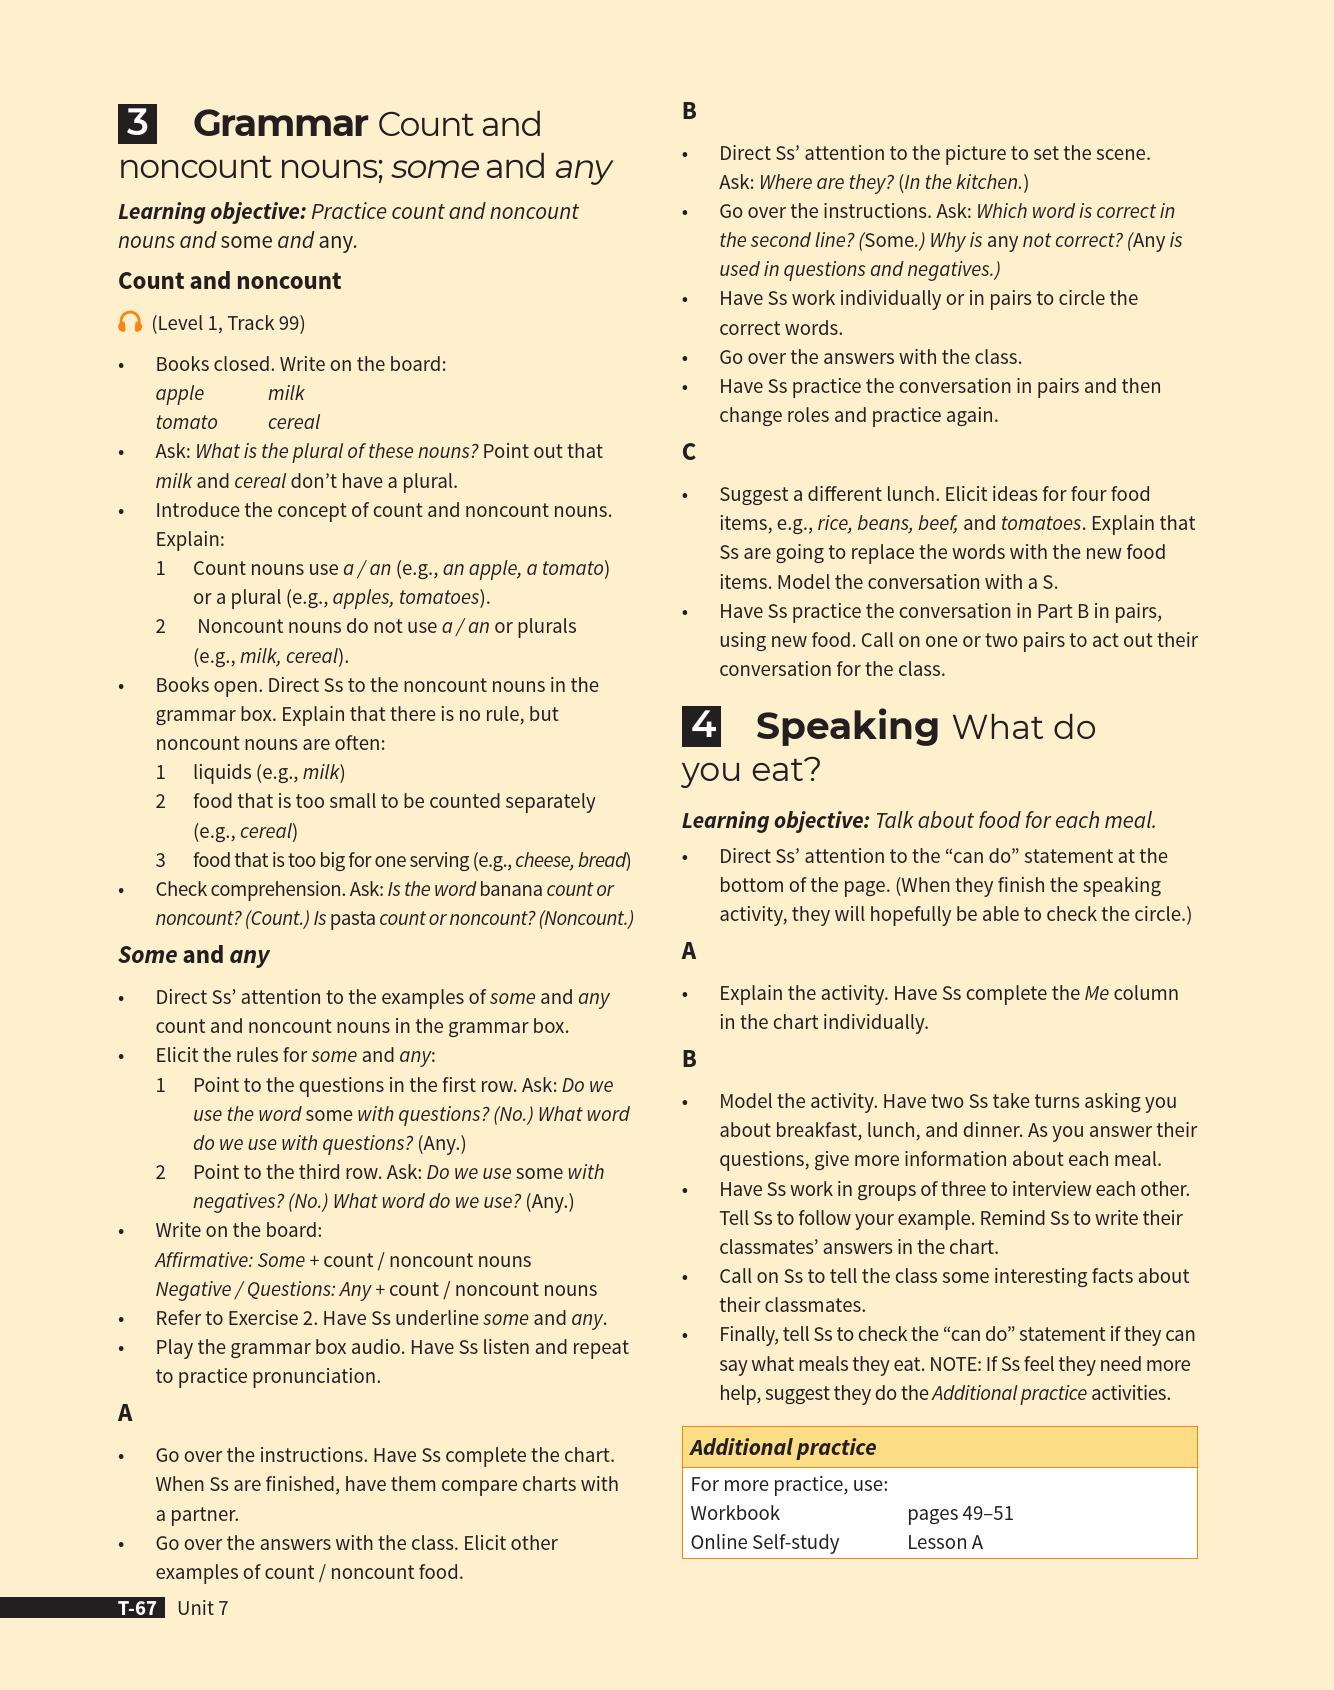 3 Grammar Count and
noncount nouns; some and any
Learning objective: Practice count and noncount
nouns and some and any.
Count and noncount
(Level 1, Track 99)
• Books closed. Write on the board:
apple milk
tomato cereal
• Ask: What is the plural of these nouns? Point out that
milk and cereal don’t have a plural.
• Introduce the concept of count and noncount nouns.
Explain:
1 Count nouns use a / an (e.g., an apple, a tomato)
or a plural (e.g., apples, tomatoes).
2 Noncount nouns do not use a / an or plurals
(e.g., milk, cereal).
• Books open. Direct Ss to the noncount nouns in the
grammar box. Explain that there is no rule, but
noncount nouns are often:
1 liquids (e.g., milk)
2 food that is too small to be counted separately
(e.g., cereal)
3 food that is too big for one serving (e.g., cheese, bread)
• Check comprehension. Ask: Is the word banana count or
noncount? (Count.) Is pasta count or noncount? (Noncount.)
Some and any
• Direct Ss’ attention to the examples of some and any
count and noncount nouns in the grammar box.
• Elicit the rules for some and any:
1 Point to the questions in the first row. Ask: Do we
use the word some with questions? (No.) What word
do we use with questions? (Any.)
2 Point to the third row. Ask: Do we use some with
negatives? (No.) What word do we use? (Any.)
• Write on the board:
Affirmative: Some + count / noncount nouns
Negative / Questions: Any + count / noncount nouns
• Refer to Exercise 2. Have Ss underline some and any.
• Play the grammar box audio. Have Ss listen and repeat
to practice pronunciation.
A
• Go over the instructions. Have Ss complete the chart.
When Ss are finished, have them compare charts with
a partner.
• Go over the answers with the class. Elicit other
examples of count / noncount food.
B
• Direct Ss’ attention to the picture to set the scene.
Ask: Where are they? (In the kitchen.)
• Go over the instructions. Ask: Which word is correct in
the second line? (Some.) Why is any not correct? (Any is
used in questions and negatives.)
• Have Ss work individually or in pairs to circle the
correct words.
• Go over the answers with the class.
• Have Ss practice the conversation in pairs and then
change roles and practice again.
C
• Suggest a different lunch. Elicit ideas for four food
items, e.g., rice, beans, beef, and tomatoes. Explain that
Ss are going to replace the words with the new food
items. Model the conversation with a S.
• Have Ss practice the conversation in Part B in pairs,
using new food. Call on one or two pairs to act out their
conversation for the class.
4 Speaking What do
you eat?
Learning objective: Talk about food for each meal.
• Direct Ss’ attention to the “can do” statement at the
bottom of the page. (When they finish the speaking
activity, they will hopefully be able to check the circle.)
A
• Explain the activity. Have Ss complete the Me column
in the chart individually.
B
• Model the activity. Have two Ss take turns asking you
about breakfast, lunch, and dinner. As you answer their
questions, give more information about each meal.
• Have Ss work in groups of three to interview each other.
Tell Ss to follow your example. Remind Ss to write their
classmates’ answers in the chart.
• Call on Ss to tell the class some interesting facts about
their classmates.
• Finally, tell Ss to check the “can do” statement if they can
say what meals they eat. NOTE: If Ss feel they need more
help, suggest they do the Additional practice activities.
Additional practice
For more practice, use:
Workbook pages 49–51
Online Self-study Lesson A
T-67 Unit 7